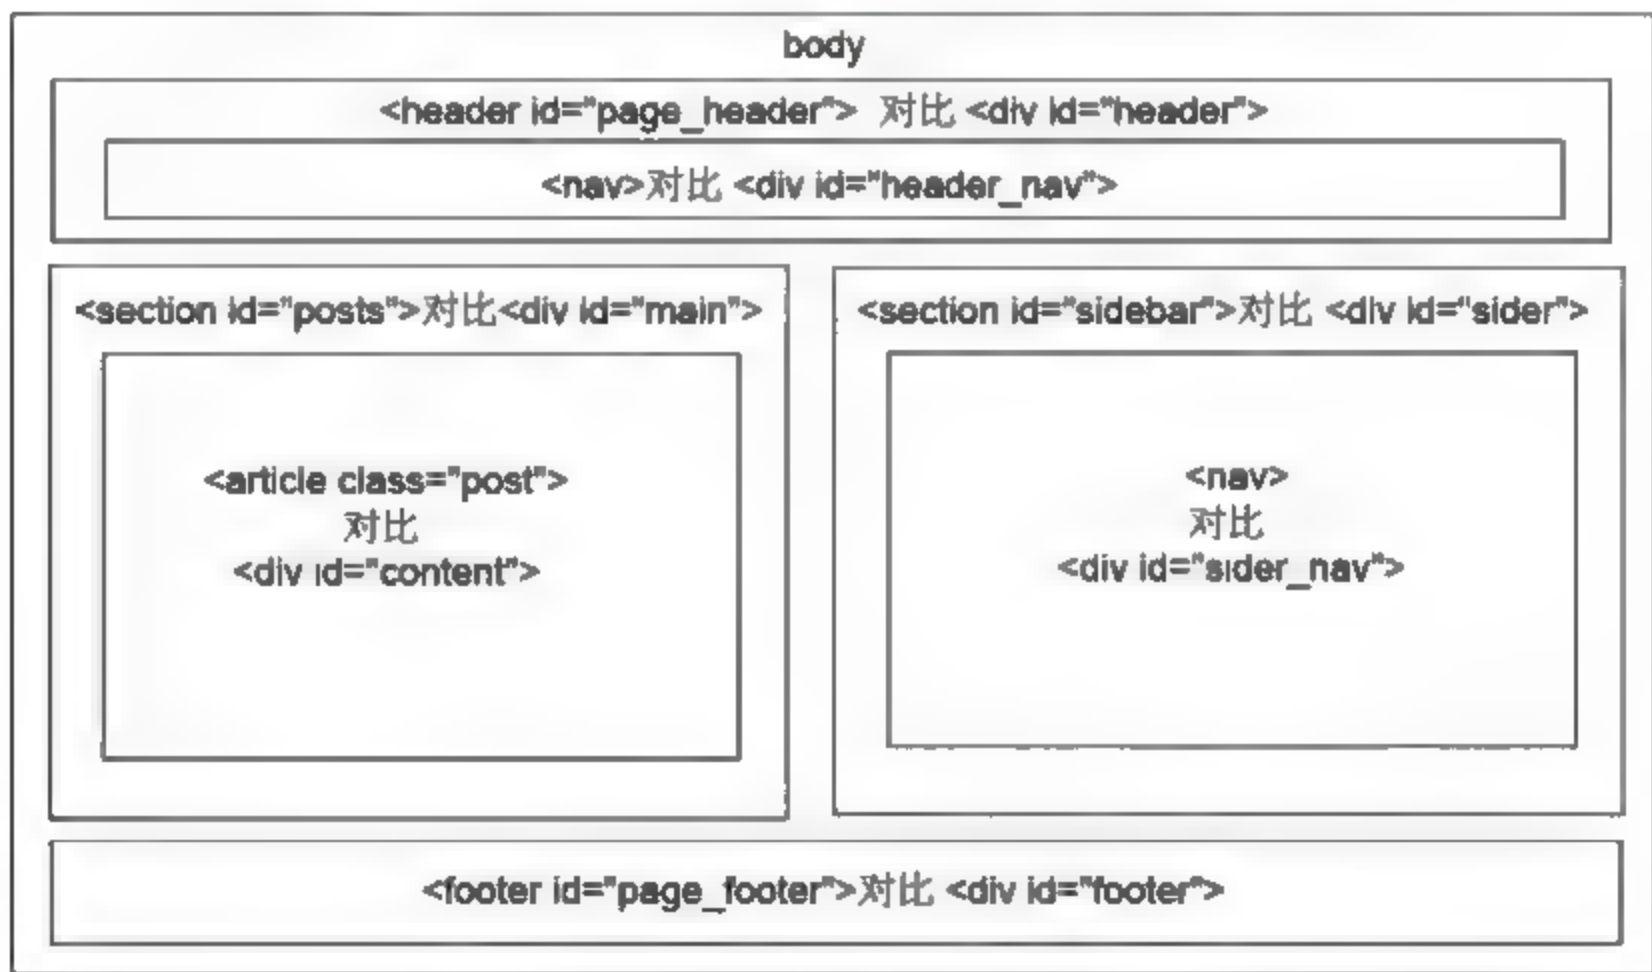 body
<header id="page_header"> 对比 <div id="header">
<nav>对比 <div id="header_nav">
<section id="posts">对比<div id="main">
<article class="post">
对比
<div id="content">
<section id="sidebar">对比 <div id="sider">
<nav>
对比
<div id="sider_nav">
<footer id="page_footer">对比 <div id="footer">